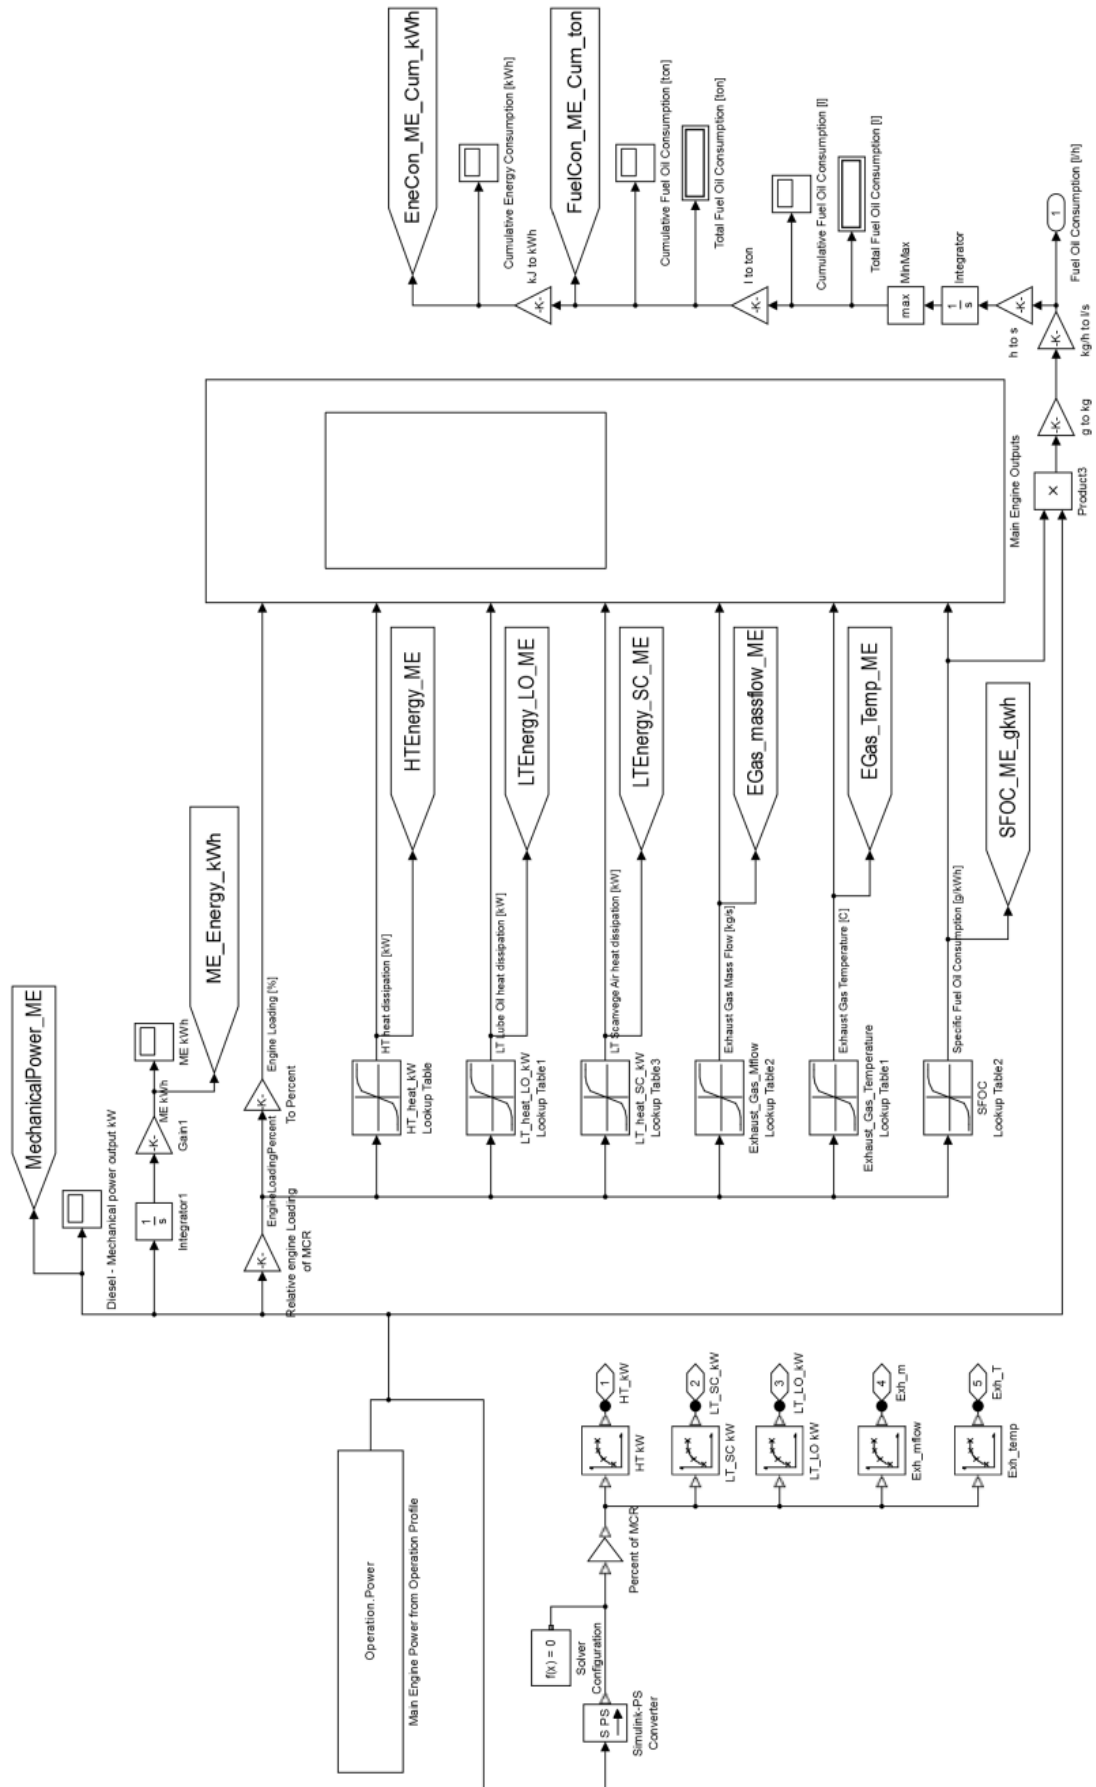 EneCon_ME_Cum_kWh
Cumulative Energy Consumption [kWh]
-K-
kJ to kWh
FuelCon_ME_Cum_ton
Cumulative Fuel Oil Consumption [ton]
Total Fuel Oil Consumption [ton]
-K-
l to ton
Cumulative Fuel Oil Consumption [l]
Total Fuel Oil Consumption [l]
max
MinMax
1
s
Integrator
-K-
h to s
1
Fuel Oil Consumption [l/h]
-K-
kg/h to l/s
-K-
g to kg
×
Product3
Main Engine Outputs
MechanicalPower_ME
Diesel - Mechanical power output kW
1
s
Integrator1
-K-
Gain1
ME kWh
ME kWh
ME_Energy_kWh
-K-
Relative engine Loading
of MCR
EngineLoadingPercent
-K-
To Percent
Engine Loading [%]
HT_heat_kW
Lookup Table
HT heat dissipation [kW]
HTEnergy_ME
LT_heat_LO_kW
Lookup Table1
LT Lube Oil heat dissipation [kW]
LTEnergy_LO_ME
LT_heat_SC_kW
Lookup Table3
LT Scanvege Air heat dissipation [kW]
LTEnergy_SC_ME
Exhaust_Gas_Mflow
Lookup Table2
Exhaust Gas Mass Flow [kg/s]
EGas_massflow_ME
Exhaust_Gas_Temperature
Lookup Table1
Exhaust Gas Temperature [C]
EGas_Temp_ME
SFOC
Lookup Table2
Specific Fuel Oil Consumption [g/kWh]
SFOC_ME_gkwh
Operation.Power
Main Engine Power from Operation Profile
f(x) = 0
Solver
Configuration
S PS
Simulink-PS
Converter
Percent of MCR
HT kW
1
HT_kW
LT_SC kW
2
LT_SC_kW
LT_LO kW
3
LT_LO_kW
Exh_mflow
4
Exh_m
Exh_temp
5
Exh_T